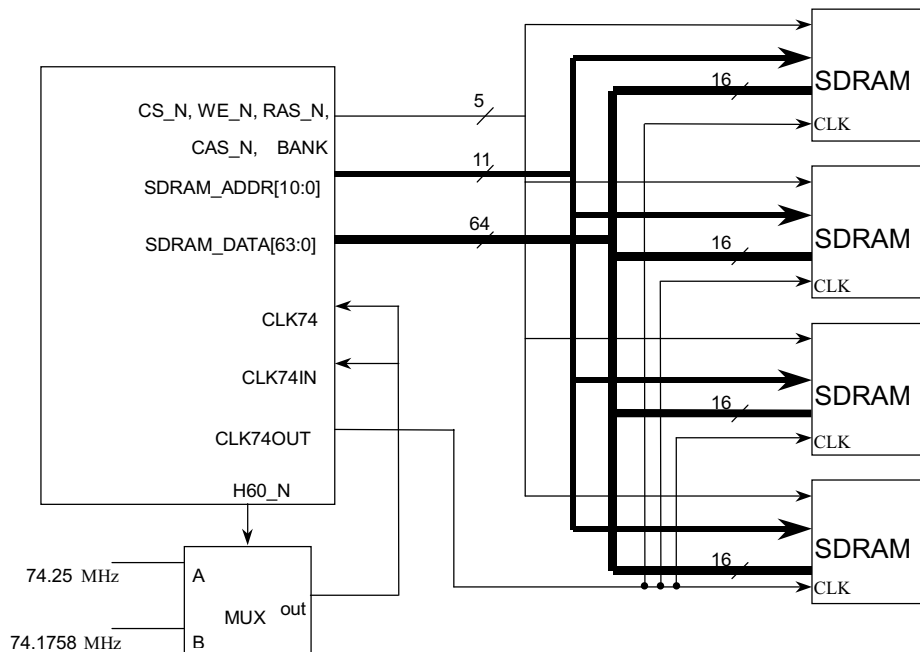 CS_N, WE_N, RAS_N,
CAS_N, BANK
SDRAM_ADDR[10:0]
SDRAM_DATA[63:0]
CLK74
CLK74IN
CLK74OUT
H60_N
5
11
64
16
SDRAM
CLK
16
SDRAM
CLK
16
SDRAM
CLK
16
SDRAM
CLK
74.25 MHz
A
MUX
out
74.1758 MHz
B